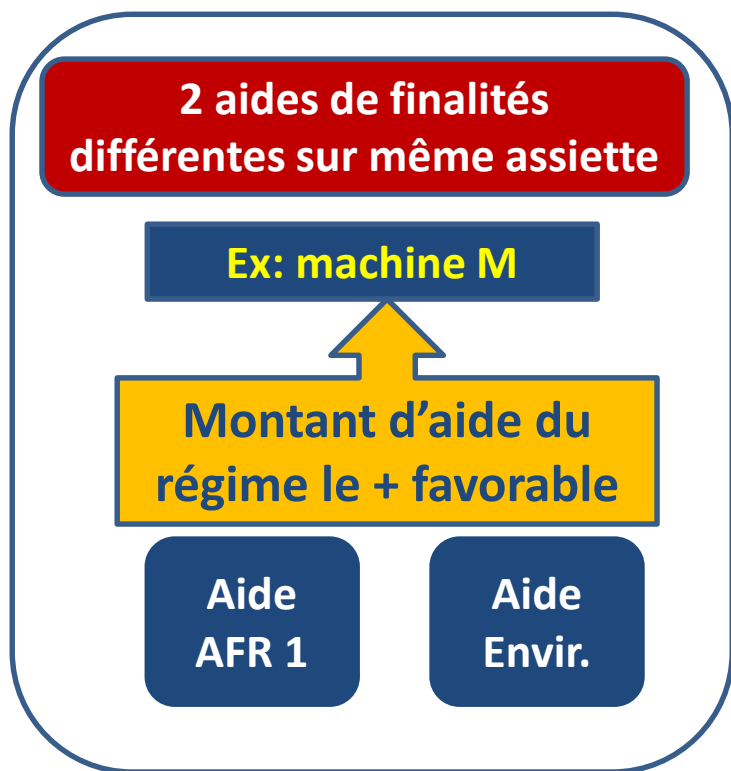 2 aides de finalités
différentes sur même assiette
Ex: machine M
Montant d’aide du
régime le + favorable
Aide
AFR 1
Aide
Envir.